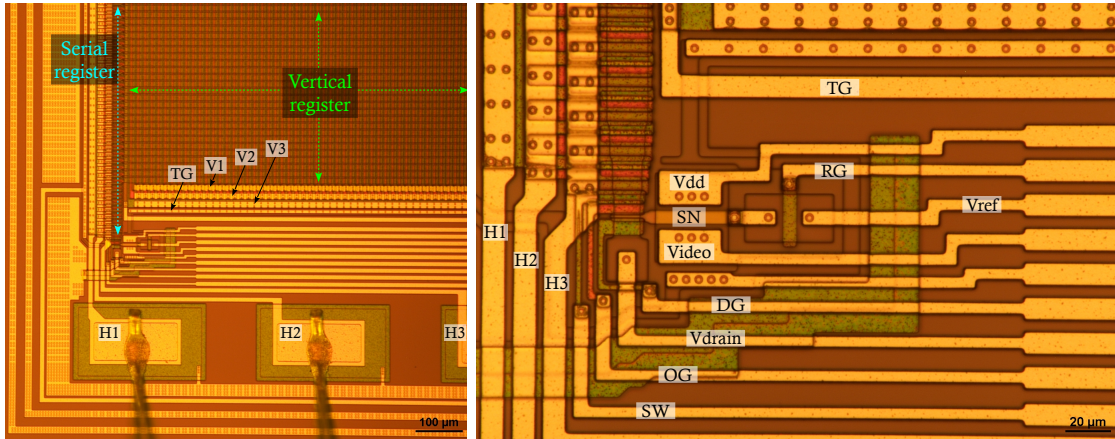 Serial
register
Vertical
register
V3
V2
V1
TG
H1
H2
H3
100 µm
TG
RG
Vdd
SN
Vref
Video
H1
H2
H3
DG
Vdrain
OG
SW
20 µm